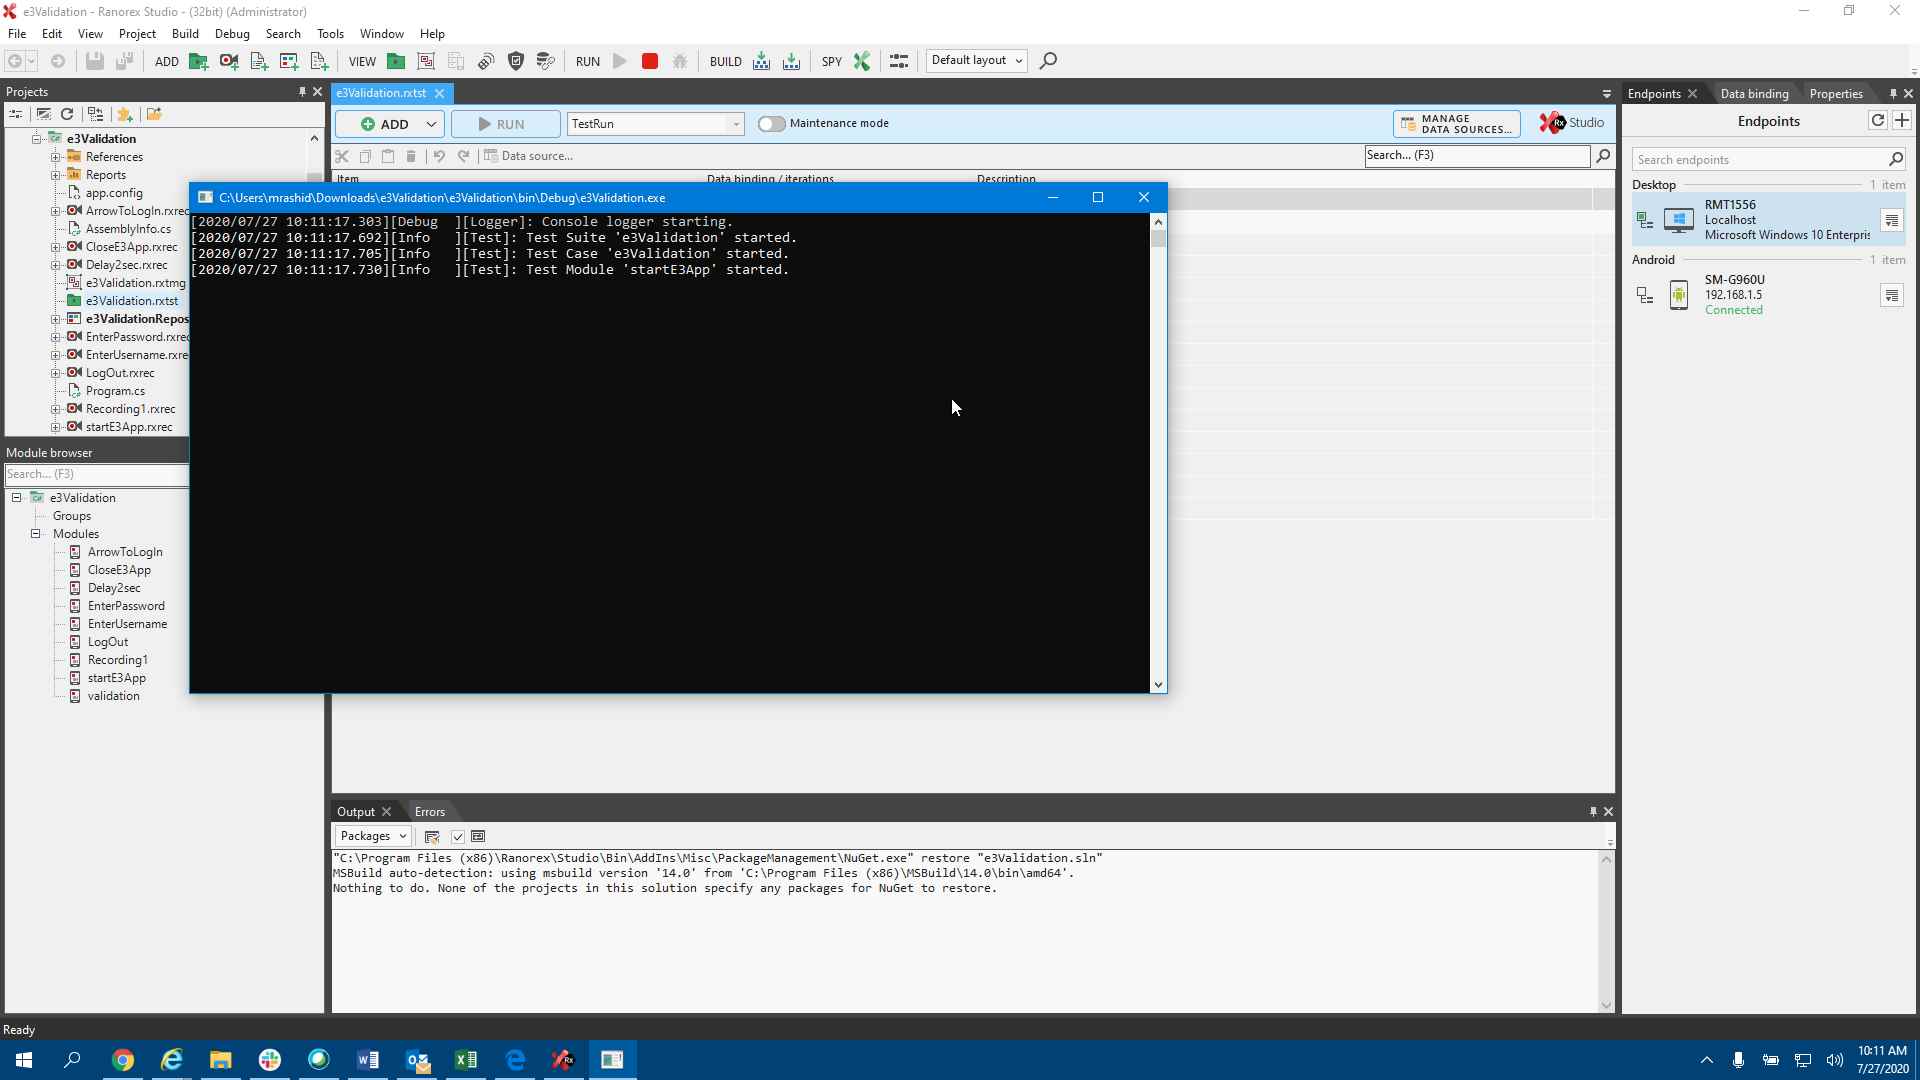 e3Validation - Ranorex Studio - (32bit) (Administrator)
File Edit View Project Build Debug Search Tools Window Help
ADD VIEW RUN BUILD SPY Default layout
Projects
e3Validation
References
Reports
app.config
ArrowToLogIn.rxrec
AssemblyInfo.cs
CloseE3App.rxrec
Delay2sec.rxrec
e3Validation.rxtmg
e3Validation.rxtst
e3ValidationRepos
EnterPassword.rxrec
EnterUsername.rxre
LogOut.rxrec
Program.cs
Recording1.rxrec
startE3App.rxrec
Module browser
Search... (F3)
e3Validation
Groups
Modules
ArrowToLogIn
CloseE3App
Delay2sec
EnterPassword
EnterUsername
LogOut
Recording1
startE3App
validation
e3Validation.rxtst
ADD RUN TestRun Maintenance mode MANAGE DATA SOURCES... Rx Studio
Data source... Search... (F3)
Item Data binding / iterations Description
C:\Users\mrashid\Downloads\e3Validation\e3Validation\bin\Debug\e3Validation.exe
[2020/07/27 10:11:17.303][Debug  ][Logger]: Console logger starting.
[2020/07/27 10:11:17.692][Info   ][Test]: Test Suite 'e3Validation' started.
[2020/07/27 10:11:17.705][Info   ][Test]: Test Case 'e3Validation' started.
[2020/07/27 10:11:17.730][Info   ][Test]: Test Module 'startE3App' started.
Output Errors
Packages
"C:\Program Files (x86)\Ranorex\Studio\Bin\AddIns\Misc\PackageManagement\NuGet.exe" restore "e3Validation.sln"
MSBuild auto-detection: using msbuild version '14.0' from 'C:\Program Files (x86)\MSBuild\14.0\bin\amd64'.
Nothing to do. None of the projects in this solution specify any packages for NuGet to restore.
Endpoints Data binding Properties
Endpoints
Search endpoints
Desktop 1 item
RMT1556
Localhost
Microsoft Windows 10 Enterpris
Android 1 item
SM-G960U
192.168.1.5
Connected
Ready
10:11 AM
7/27/2020